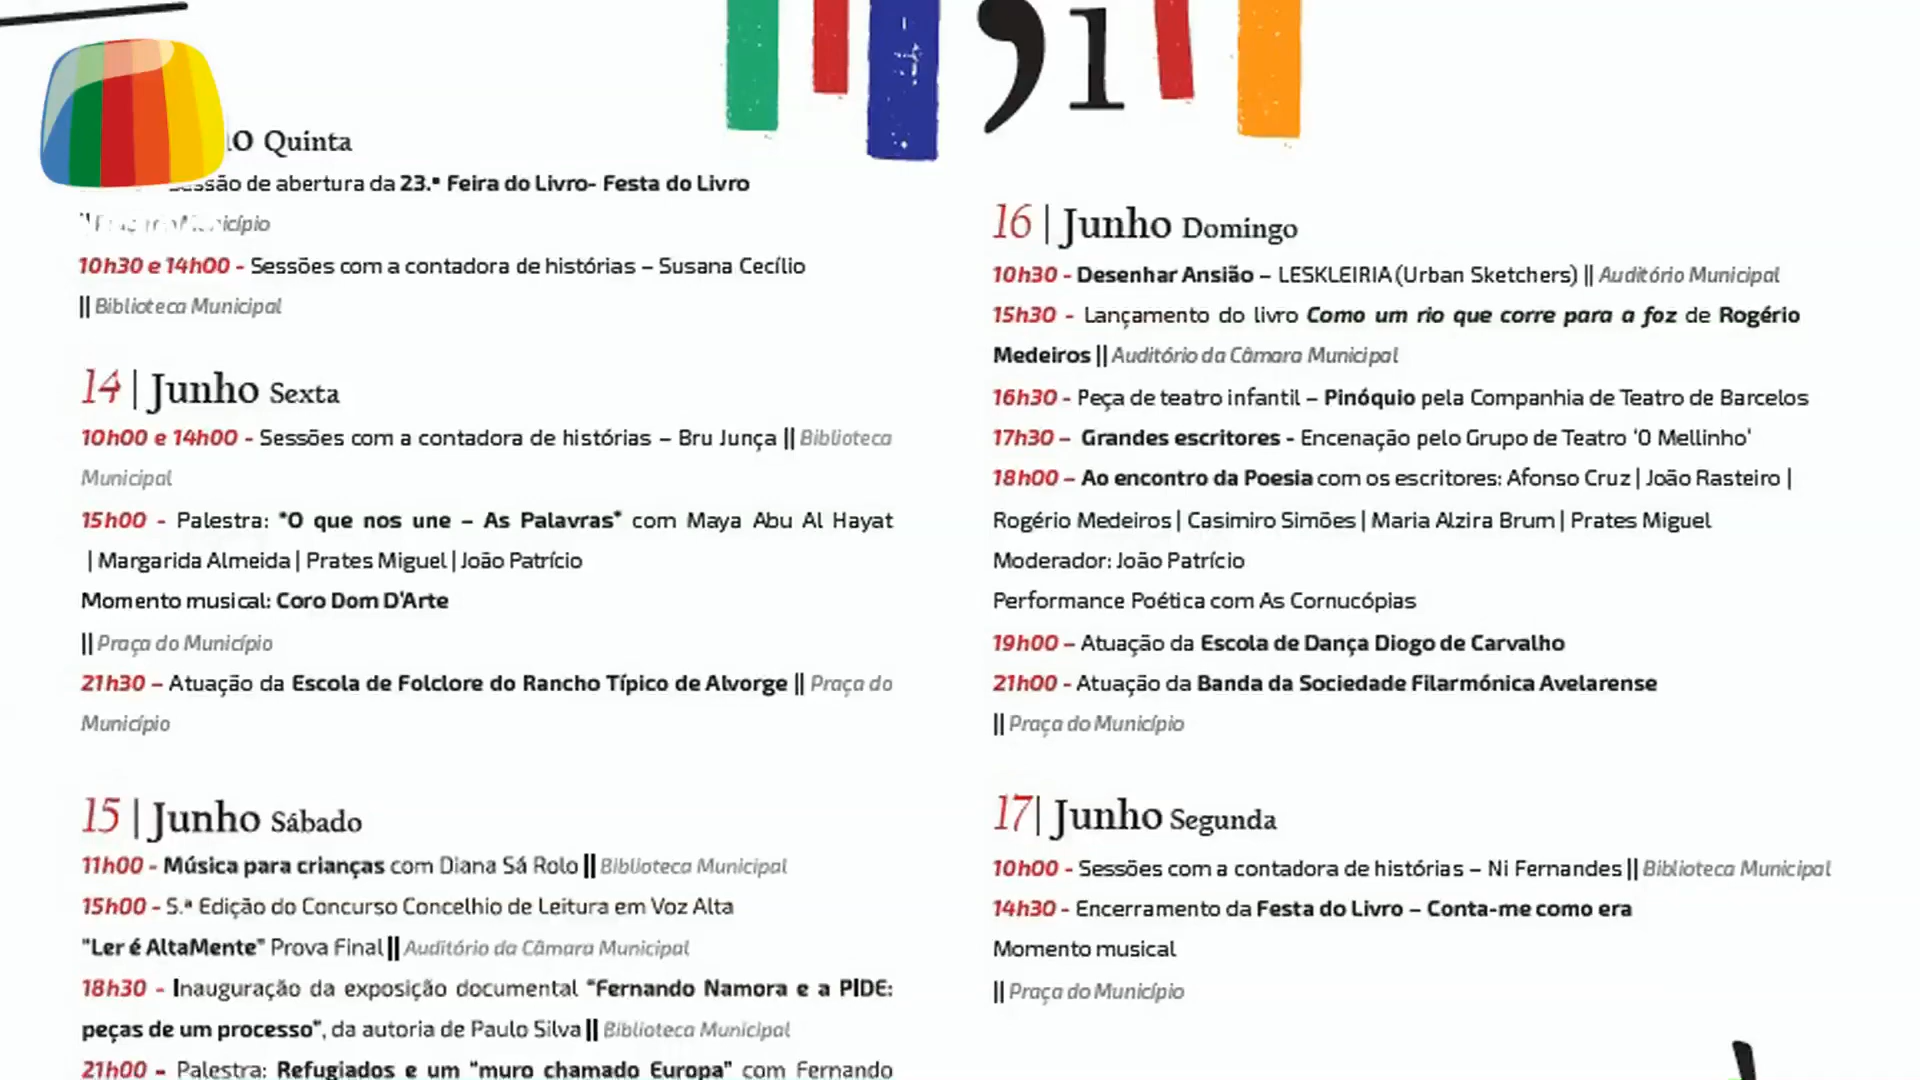 Quinta
de abertura da 23.ª Feira do Livro- Festa do Livro
10h30 e 14h00 - Sessões com a contadora de histórias – Susana Cecílio
|| Biblioteca Municipal
14 | Junho Sexta
10h00 e 14h00 - Sessões com a contadora de histórias – Bru Junça || Biblioteca
Municipal
15h00 - Palestra: "O que nos une – As Palavras" com Maya Abu Al Hayat
| Margarida Almeida | Prates Miguel | João Patrício
Momento musical: Coro Dom D'Arte
|| Praça do Município
21h30 – Atuação da Escola de Folclore do Rancho Típico de Alvorge || Praça do
Município
15 | Junho Sábado
11h00 - Música para crianças com Diana Sá Rolo || Biblioteca Municipal
15h00 - 5.ª Edição do Concurso Concelhio de Leitura em Voz Alta
"Ler é AltaMente" Prova Final || Auditório da Câmara Municipal
18h30 - Inauguração da exposição documental "Fernando Namora e a PIDE:
peças de um processo", da autoria de Paulo Silva || Biblioteca Municipal
21h00 - Palestra: Refugiados e um "muro chamado Europa" com Fernando
16 | Junho Domingo
10h30 - Desenhar Ansião – LESKLEIRIA (Urban Sketchers) || Auditório Municipal
15h30 - Lançamento do livro Como um rio que corre para a foz de Rogério
Medeiros || Auditório da Câmara Municipal
16h30 - Peça de teatro infantil – Pinóquio pela Companhia de Teatro de Barcelos
17h30 – Grandes escritores - Encenação pelo Grupo de Teatro 'O Mellinho'
18h00 – Ao encontro da Poesia com os escritores: Afonso Cruz | João Rasteiro |
Rogério Medeiros | Casimiro Simões | Maria Alzira Brum | Prates Miguel
Moderador: João Patrício
Performance Poética com As Cornucópias
19h00 – Atuação da Escola de Dança Diogo de Carvalho
21h00 - Atuação da Banda da Sociedade Filarmónica Avelarense
|| Praça do Município
17 | Junho Segunda
10h00 - Sessões com a contadora de histórias – Ni Fernandes || Biblioteca Municipal
14h30 - Encerramento da Festa do Livro – Conta-me como era
Momento musical
|| Praça do Município